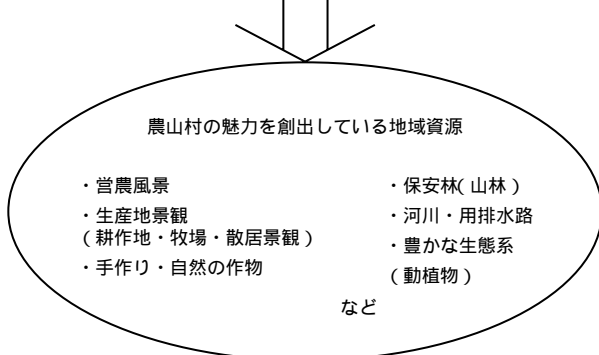 農山村の魅力を創出している地域資源
・営農風景
・生産地景観
(耕作地・牧場・散居景観)
・手作り・自然の作物
・保安林(山林)
・河川・用排水路
・豊かな生態系
(動植物)
など